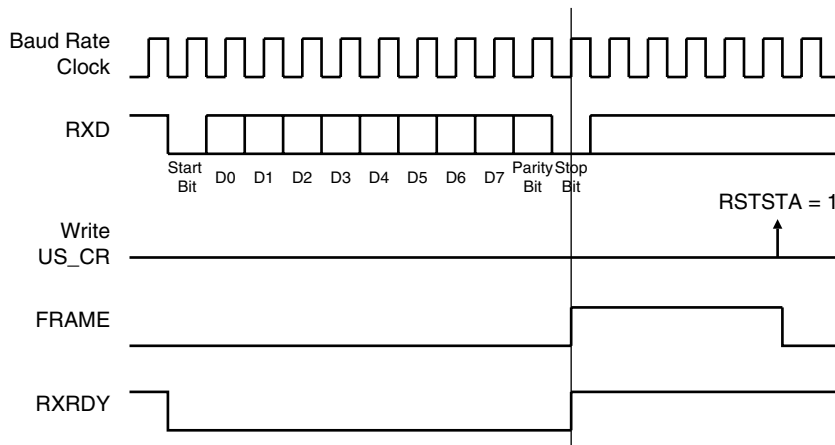 Baud Rate
Clock
RXD
Start
Bit
D0
D1
D2
D3
D4
D5
D6
D7
Parity
Bit
Stop
Bit
Write
US_CR
RSTSTA = 1
FRAME
RXRDY